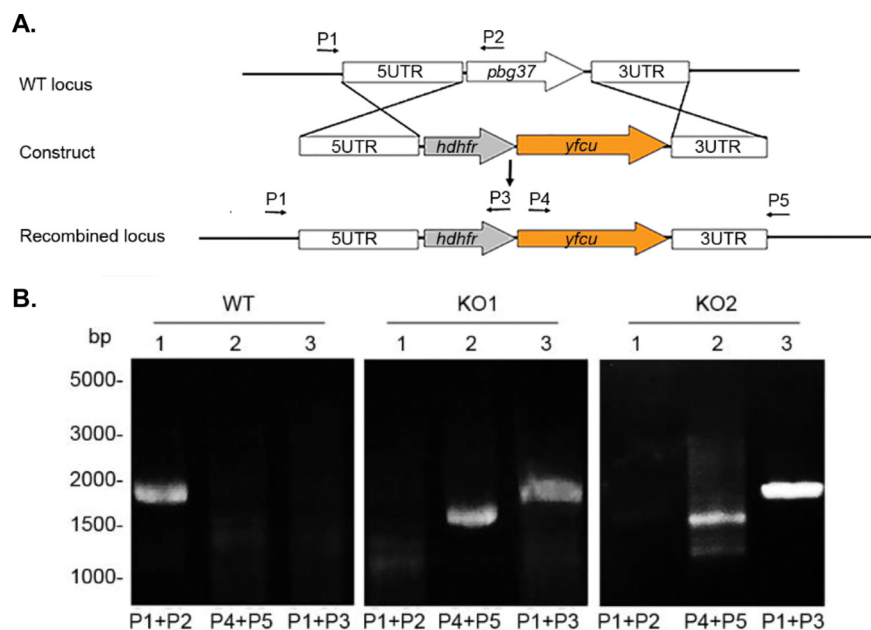 A.
P1 P2
WT locus 5UTR pbg37 3UTR
Construct 5UTR hdhfr yfcu 3UTR
P1 P3 P4 P5
Recombined locus 5UTR hdhfr yfcu 3UTR
B.
WT KO1 KO2
bp 1 2 3 1 2 3 1 2 3
5000-
3000-
2000-
1500-
1000-
P1+P2 P4+P5 P1+P3 P1+P2 P4+P5 P1+P3 P1+P2 P4+P5 P1+P3